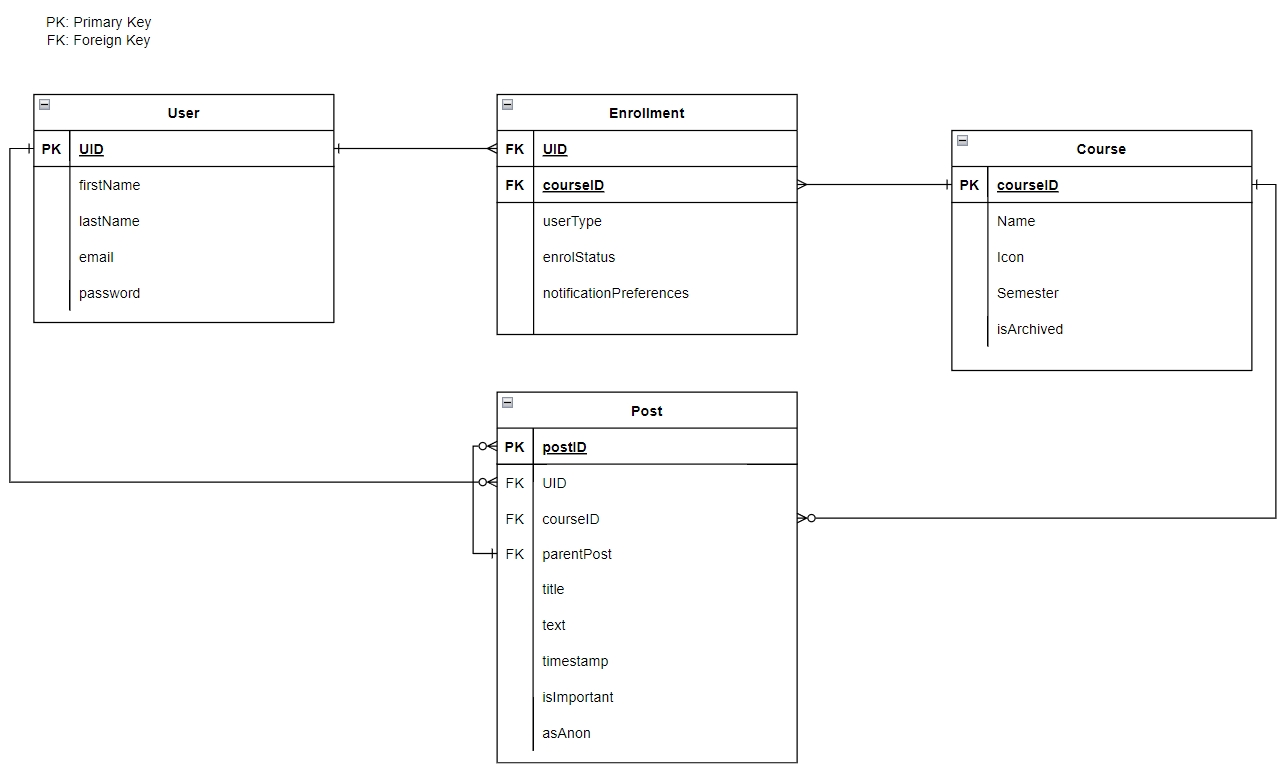 PK: Primary Key
FK: Foreign Key
User
PK UID
firstName
lastName
email
password
Enrollment
FK UID
FK courseID
userType
enrolStatus
notificationPreferences
Course
PK courseID
Name
Icon
Semester
isArchived
Post
PK postID
FK UID
FK courseID
FK parentPost
title
text
timestamp
isImportant
asAnon